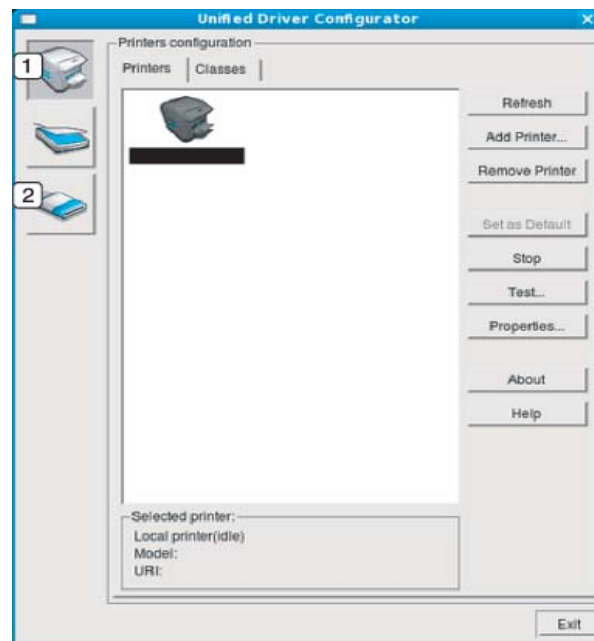 Unified Driver Configurator
1
2
Printers configuration
Printers Classes
Refresh
Add Printer...
Remove Printer
Set as Default
Stop
Test...
Properties...
About
Help
Selected printer:
Local printer(idle)
Model:
URI:
Exit